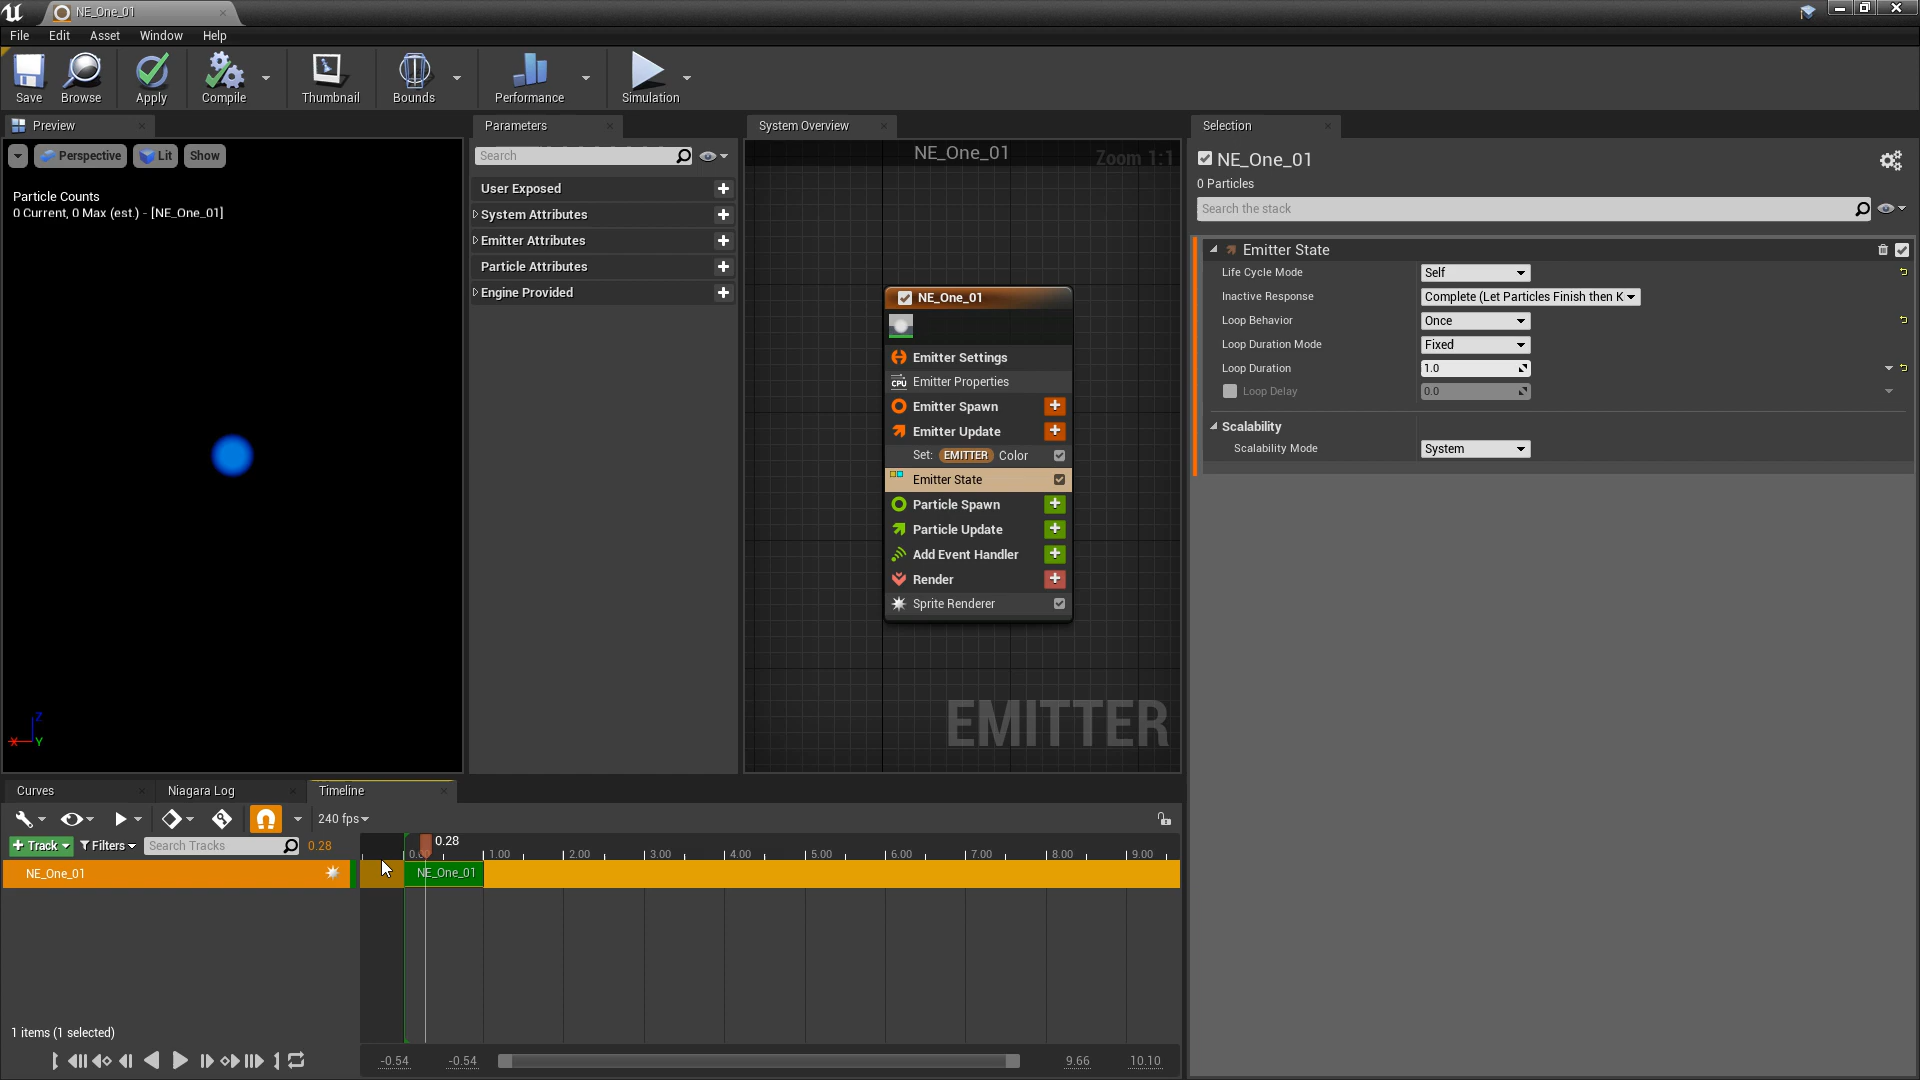 NE_One_01
File Edit Asset Window Help
Save Browse Apply Compile Thumbnail Bounds Performance Simulation
Preview
Perspective Lit Show
Particle Counts
0 Current, 0 Max (est.) - [NE_One_01]
Z
X Y
Parameters
Search
User Exposed
System Attributes
Emitter Attributes
Particle Attributes
Engine Provided
System Overview
NE_One_01
Zoom 1:1
NE_One_01
Emitter Settings
CPU Emitter Properties
Emitter Spawn
Emitter Update
Set: EMITTER Color
Emitter State
Particle Spawn
Particle Update
Add Event Handler
Render
Sprite Renderer
EMITTER
Selection
NE_One_01
0 Particles
Search the stack
Emitter State
Life Cycle Mode Self
Inactive Response Complete (Let Particles Finish then K
Loop Behavior Once
Loop Duration Mode Fixed
Loop Duration 1.0
Loop Delay 0.0
Scalability
Scalability Mode System
Curves Niagara Log Timeline
240 fps
+ Track Filters Search Tracks 0.28
0.28
0.00 1.00 2.00 3.00 4.00 5.00 6.00 7.00 8.00 9.00
NE_One_01
NE_One_01
1 items (1 selected)
-0.54 -0.54 9.66 10.10